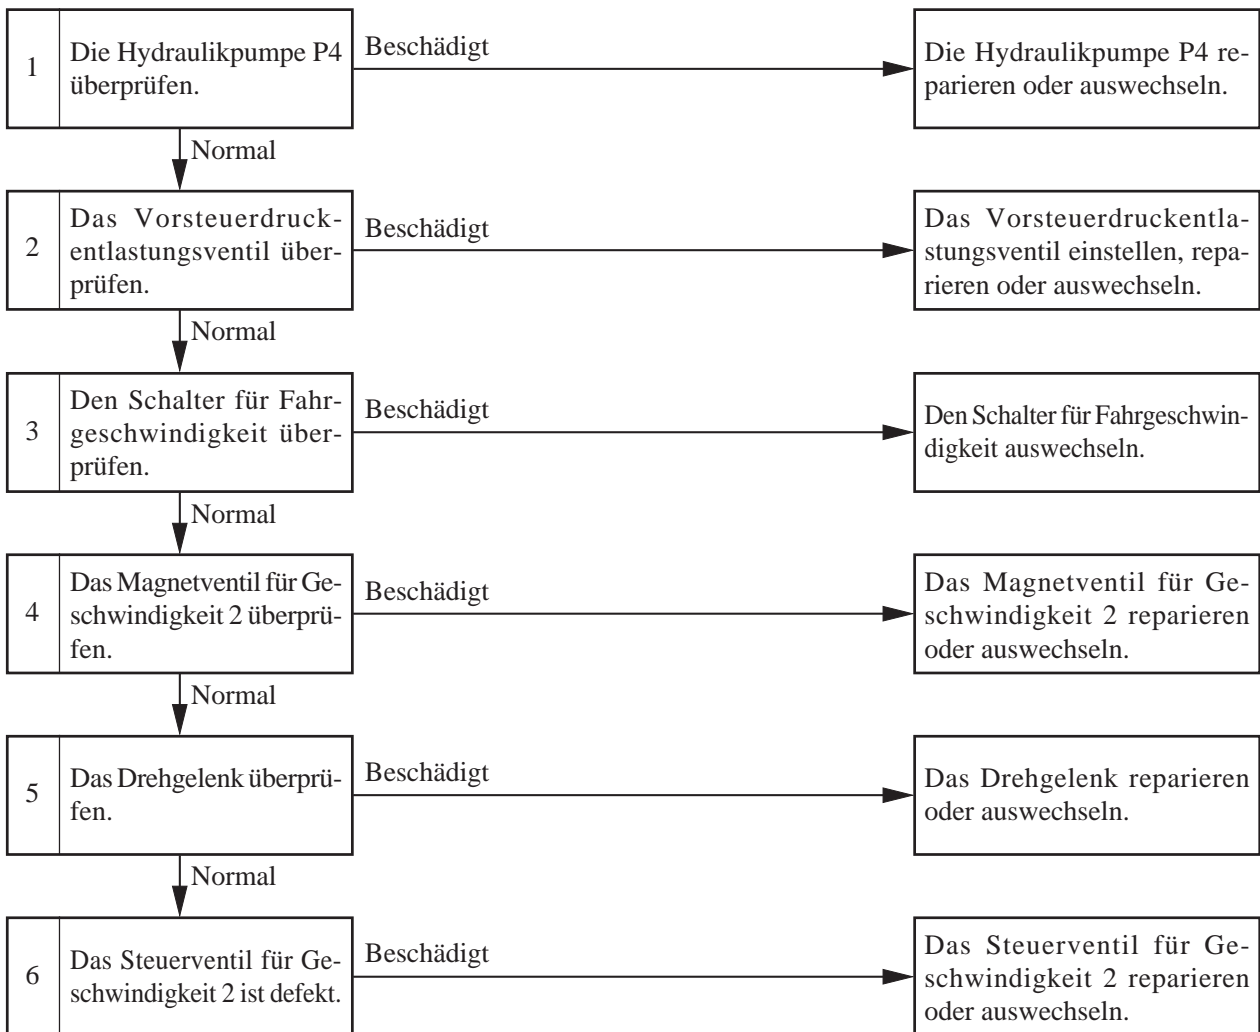 1
Die Hydraulikpumpe P4
überprüfen.
Beschädigt
Die Hydraulikpumpe P4 re-
parieren oder auswechseln.
Normal
2
Das Vorsteuerdruck-
entlastungsventil über-
prüfen.
Beschädigt
Das Vorsteuerdruckentla-
stungsventil einstellen, repa-
rieren oder auswechseln.
Normal
3
Den Schalter für Fahr-
geschwindigkeit über-
prüfen.
Beschädigt
Den Schalter für Fahrgeschwin-
digkeit auswechseln.
Normal
4
Das Magnetventil für Ge-
schwindigkeit 2 überprü-
fen.
Beschädigt
Das Magnetventil für Ge-
schwindigkeit 2 reparieren
oder auswechseln.
Normal
5
Das Drehgelenk überprü-
fen.
Beschädigt
Das Drehgelenk reparieren
oder auswechseln.
Normal
6
Das Steuerventil für Ge-
schwindigkeit 2 ist defekt.
Beschädigt
Das Steuerventil für Ge-
schwindigkeit 2 reparieren
oder auswechseln.